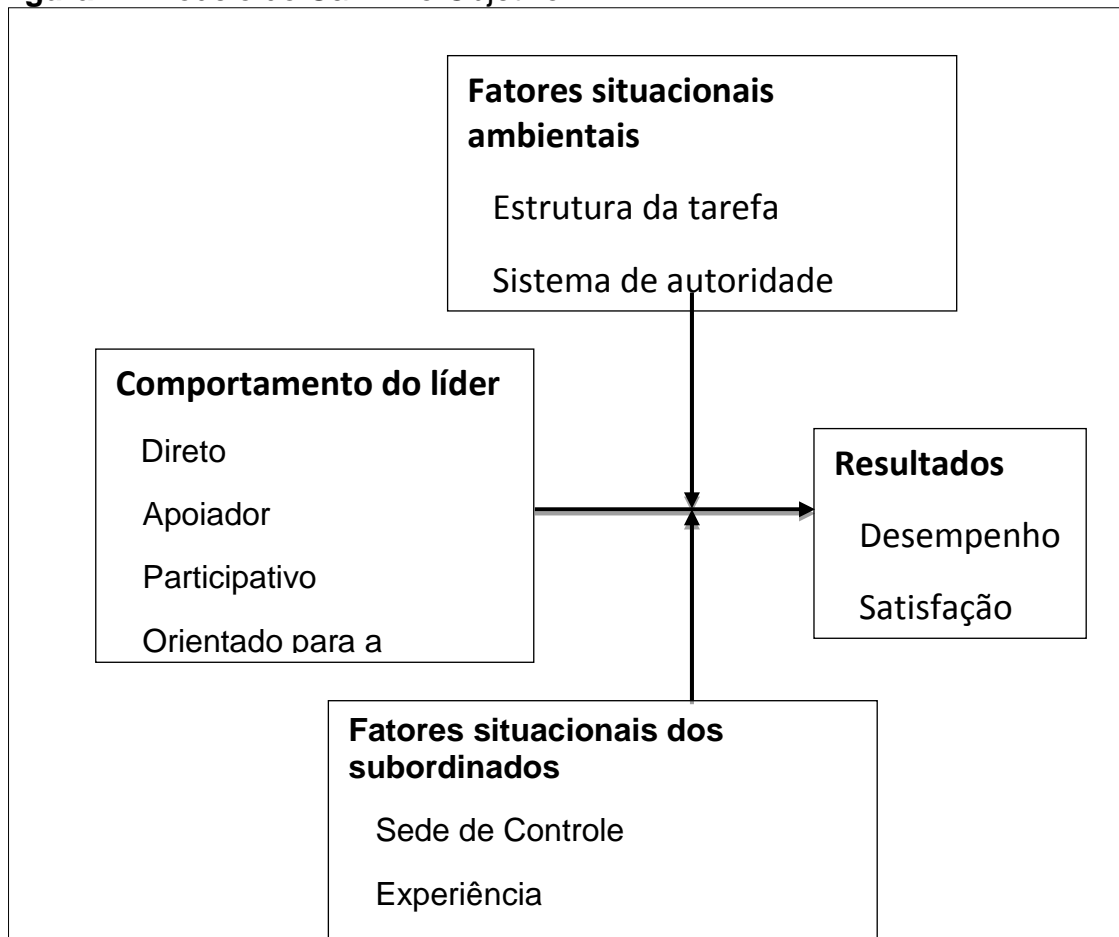 Fatores situacionais
ambientais
Estrutura da tarefa
Sistema de autoridade
Comportamento do líder
Direto
Apoiador
Participativo
Orientado para a
Resultados
Desempenho
Satisfação
Fatores situacionais dos
subordinados
Sede de Controle
Experiência